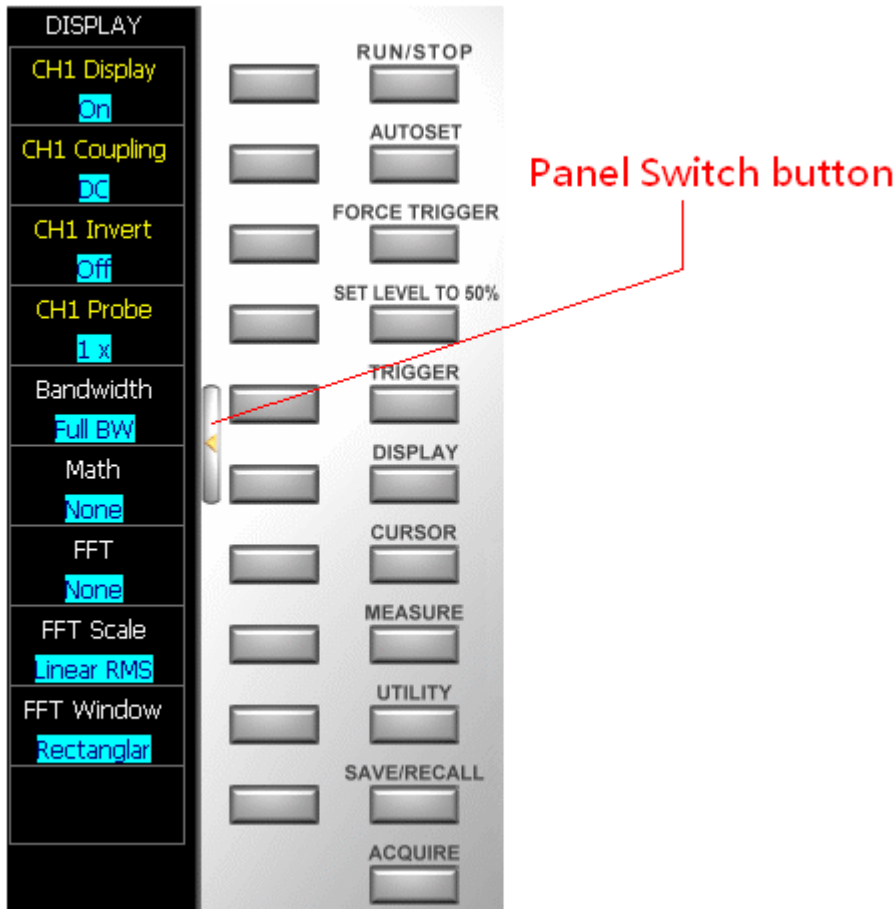 DISPLAY
CH1 Display
On
CH1 Coupling
DC
CH1 Invert
Off
CH1 Probe
1 x
Bandwidth
Full BW
Math
None
FFT
None
FFT Scale
Linear RMS
FFT Window
Rectanglar
RUN/STOP
AUTOSET
FORCE TRIGGER
SET LEVEL TO 50%
TRIGGER
DISPLAY
CURSOR
MEASURE
UTILITY
SAVE/RECALL
ACQUIRE
Panel Switch button